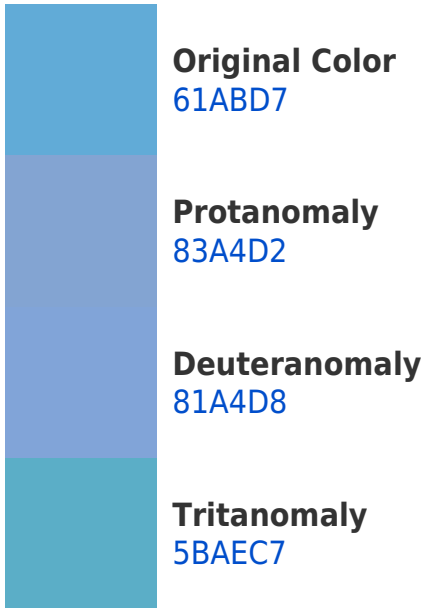 Original Color
61ABD7
Protanomaly
83A4D2
Deuteranomaly
81A4D8
Tritanomaly
5BAEC7